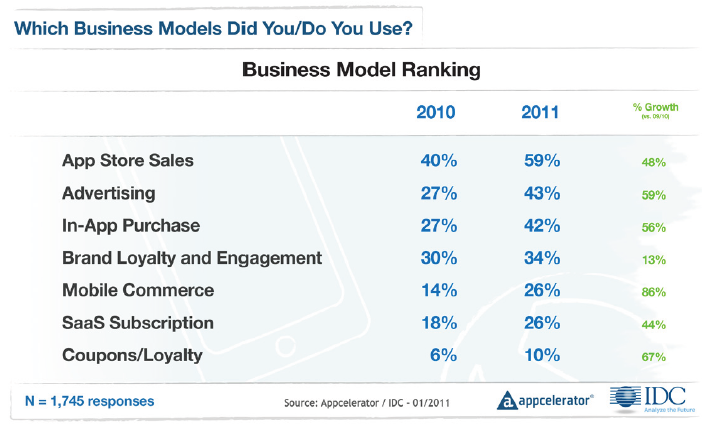 Which Business Models Did You/Do You Use?
Business Model Ranking
2010 2011 % Growth
(vs. 09/10)
App Store Sales 40% 59% 48%
Advertising 27% 43% 59%
In-App Purchase 27% 42% 56%
Brand Loyalty and Engagement 30% 34% 13%
Mobile Commerce 14% 26% 86%
SaaS Subscription 18% 26% 44%
Coupons/Loyalty 6% 10% 67%
N = 1,745 responses Source: Appcelerator / IDC - 01/2011 appcelerator® IDC
Analyze the Future